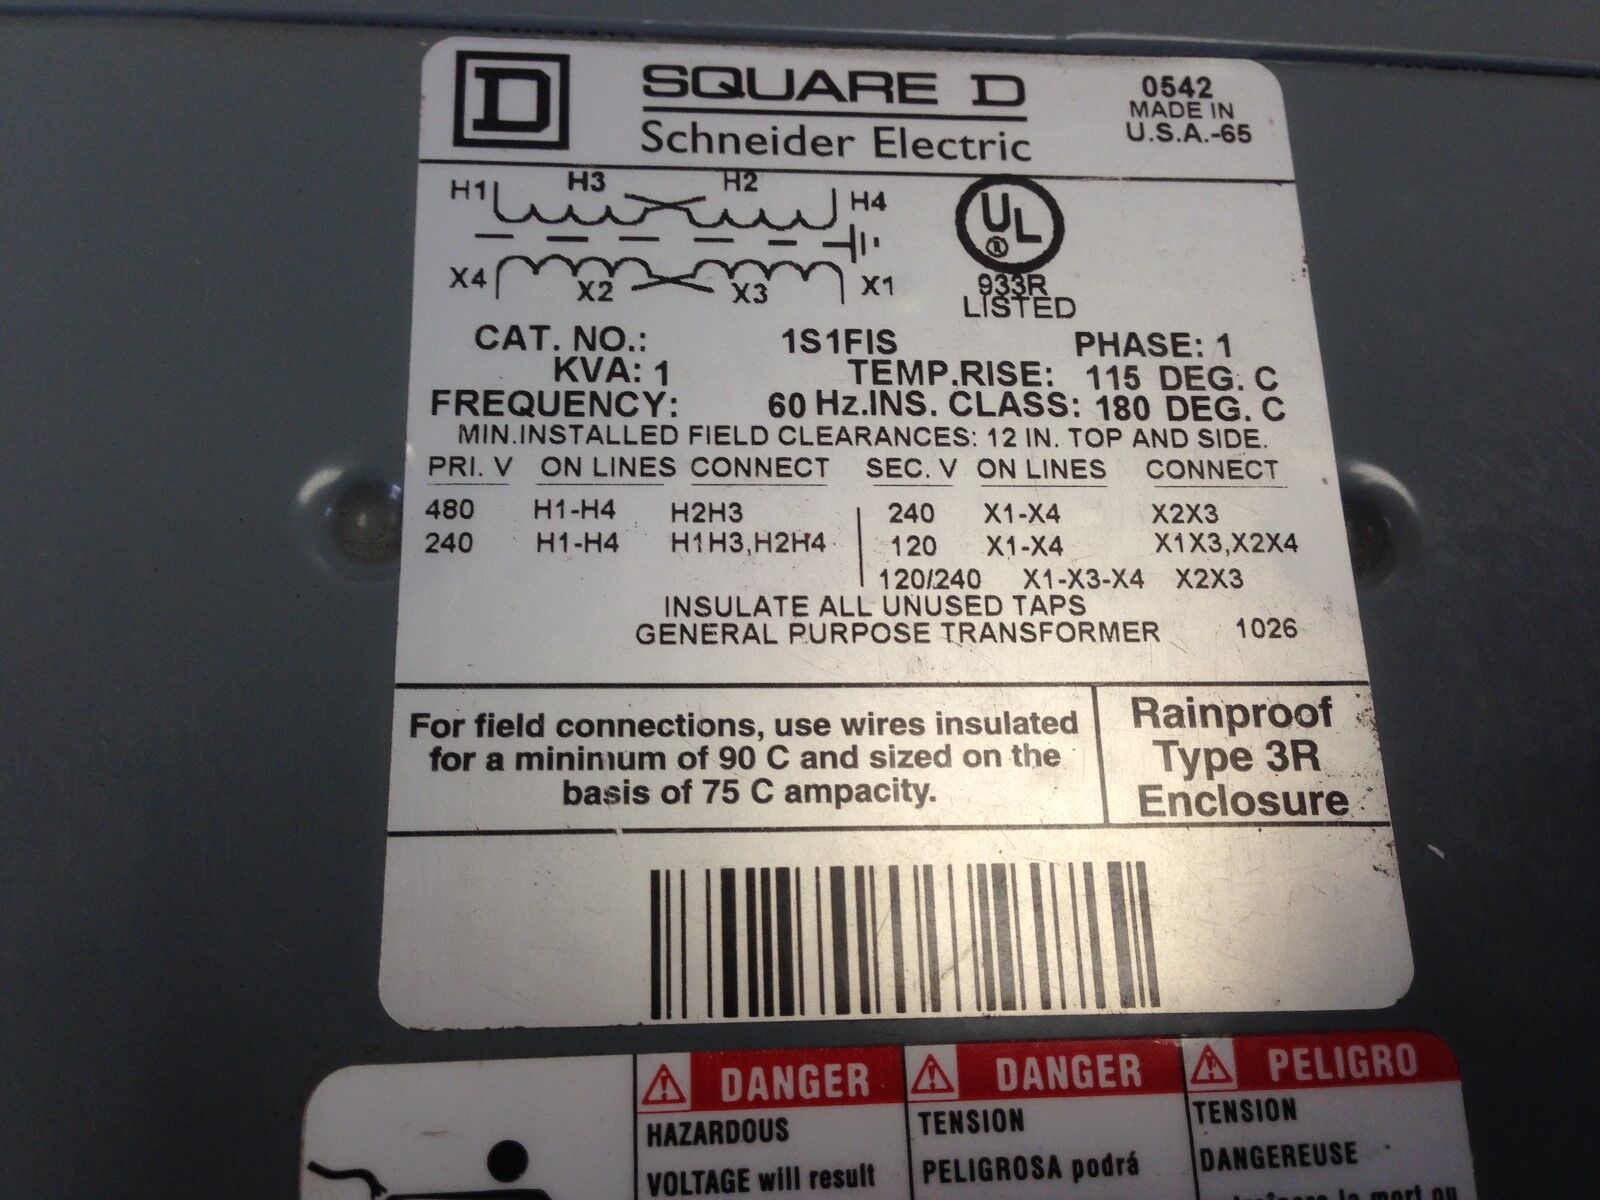 D SQUARE D 0542
Schneider Electric MADE IN
U.S.A.-65
H1 H3 H2 H4
X4 X2 X3 X1
UL ®
933R
LISTED
CAT. NO.: 1S1FIS PHASE: 1
KVA: 1 TEMP.RISE: 115 DEG. C
FREQUENCY: 60 Hz. INS. CLASS: 180 DEG. C
MIN.INSTALLED FIELD CLEARANCES: 12 IN. TOP AND SIDE.
PRI. V ON LINES CONNECT SEC. V ON LINES CONNECT
480 H1-H4 H2H3 240 X1-X4 X2X3
240 H1-H4 H1H3,H2H4 120 X1-X4 X1X3,X2X4
120/240 X1-X3-X4 X2X3
INSULATE ALL UNUSED TAPS
GENERAL PURPOSE TRANSFORMER 1026
For field connections, use wires insulated
for a minimum of 90 C and sized on the
basis of 75 C ampacity.
Rainproof
Type 3R
Enclosure
DANGER
HAZARDOUS
VOLTAGE will result
DANGER
TENSION
PELIGROSA podrá
PELIGRO
TENSION
DANGEREUSE
la mort ou